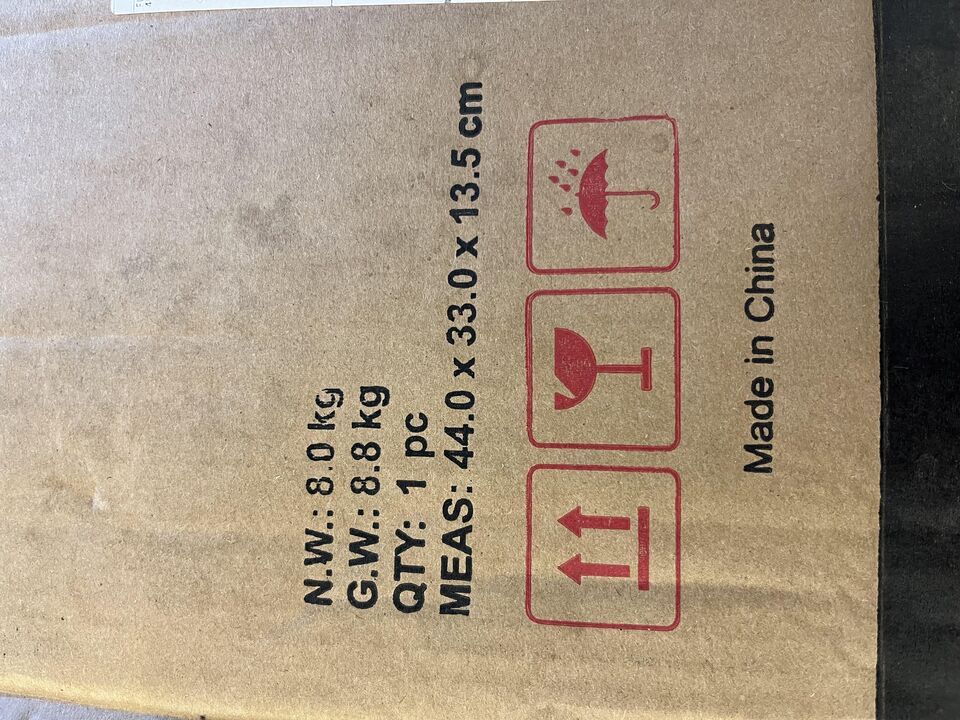 N.W.: 8.0 kg
G.W.: 8.8 kg
QTY: 1 pc
MEAS: 44.0 x 33.0 x 13.5 cm
Made in China